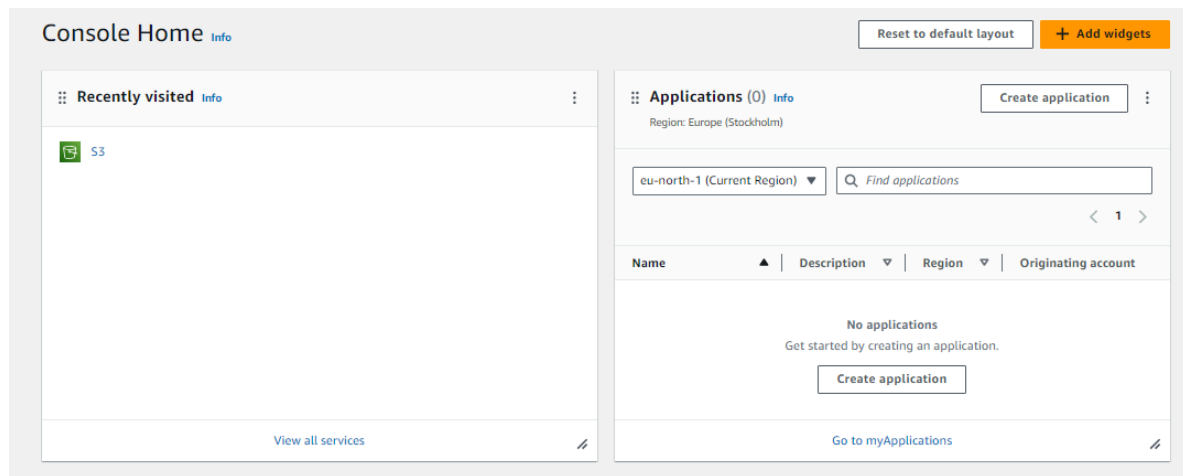 Console Home Info
Reset to default layout
+ Add widgets
Recently visited Info
S3
View all services
Applications (0) Info
Create application
Region: Europe (Stockholm)
eu-north-1 (Current Region)
Find applications
< 1 >
Name
Description
Region
Originating account
No applications
Get started by creating an application.
Create application
Go to myApplications